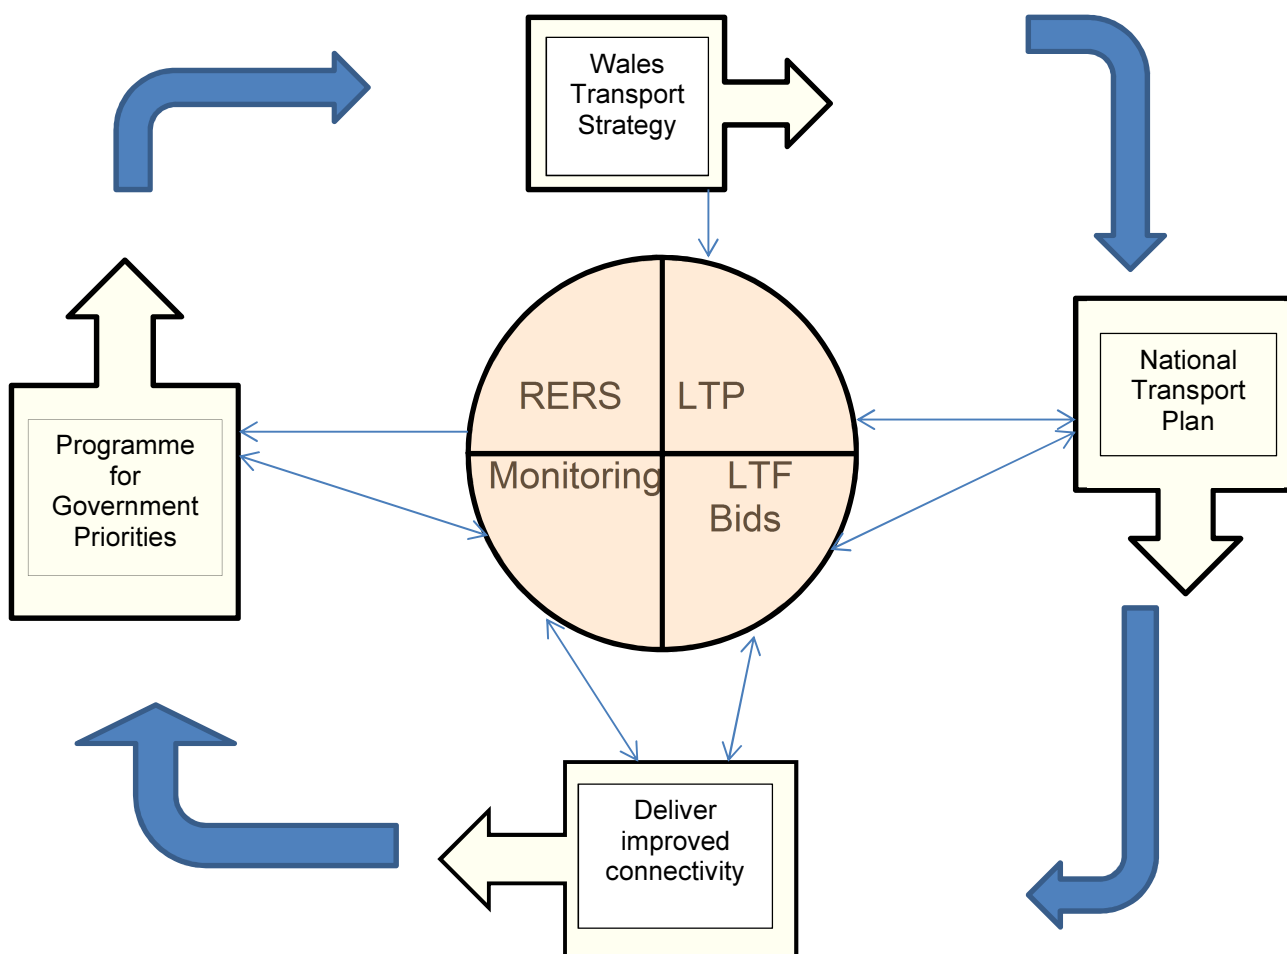 Wales
Transport
Strategy
RERS
LTP
National
Transport
Plan
Programme
for
Government
Priorities
Monitoring
LTF
Bids
Deliver
improved
connectivity